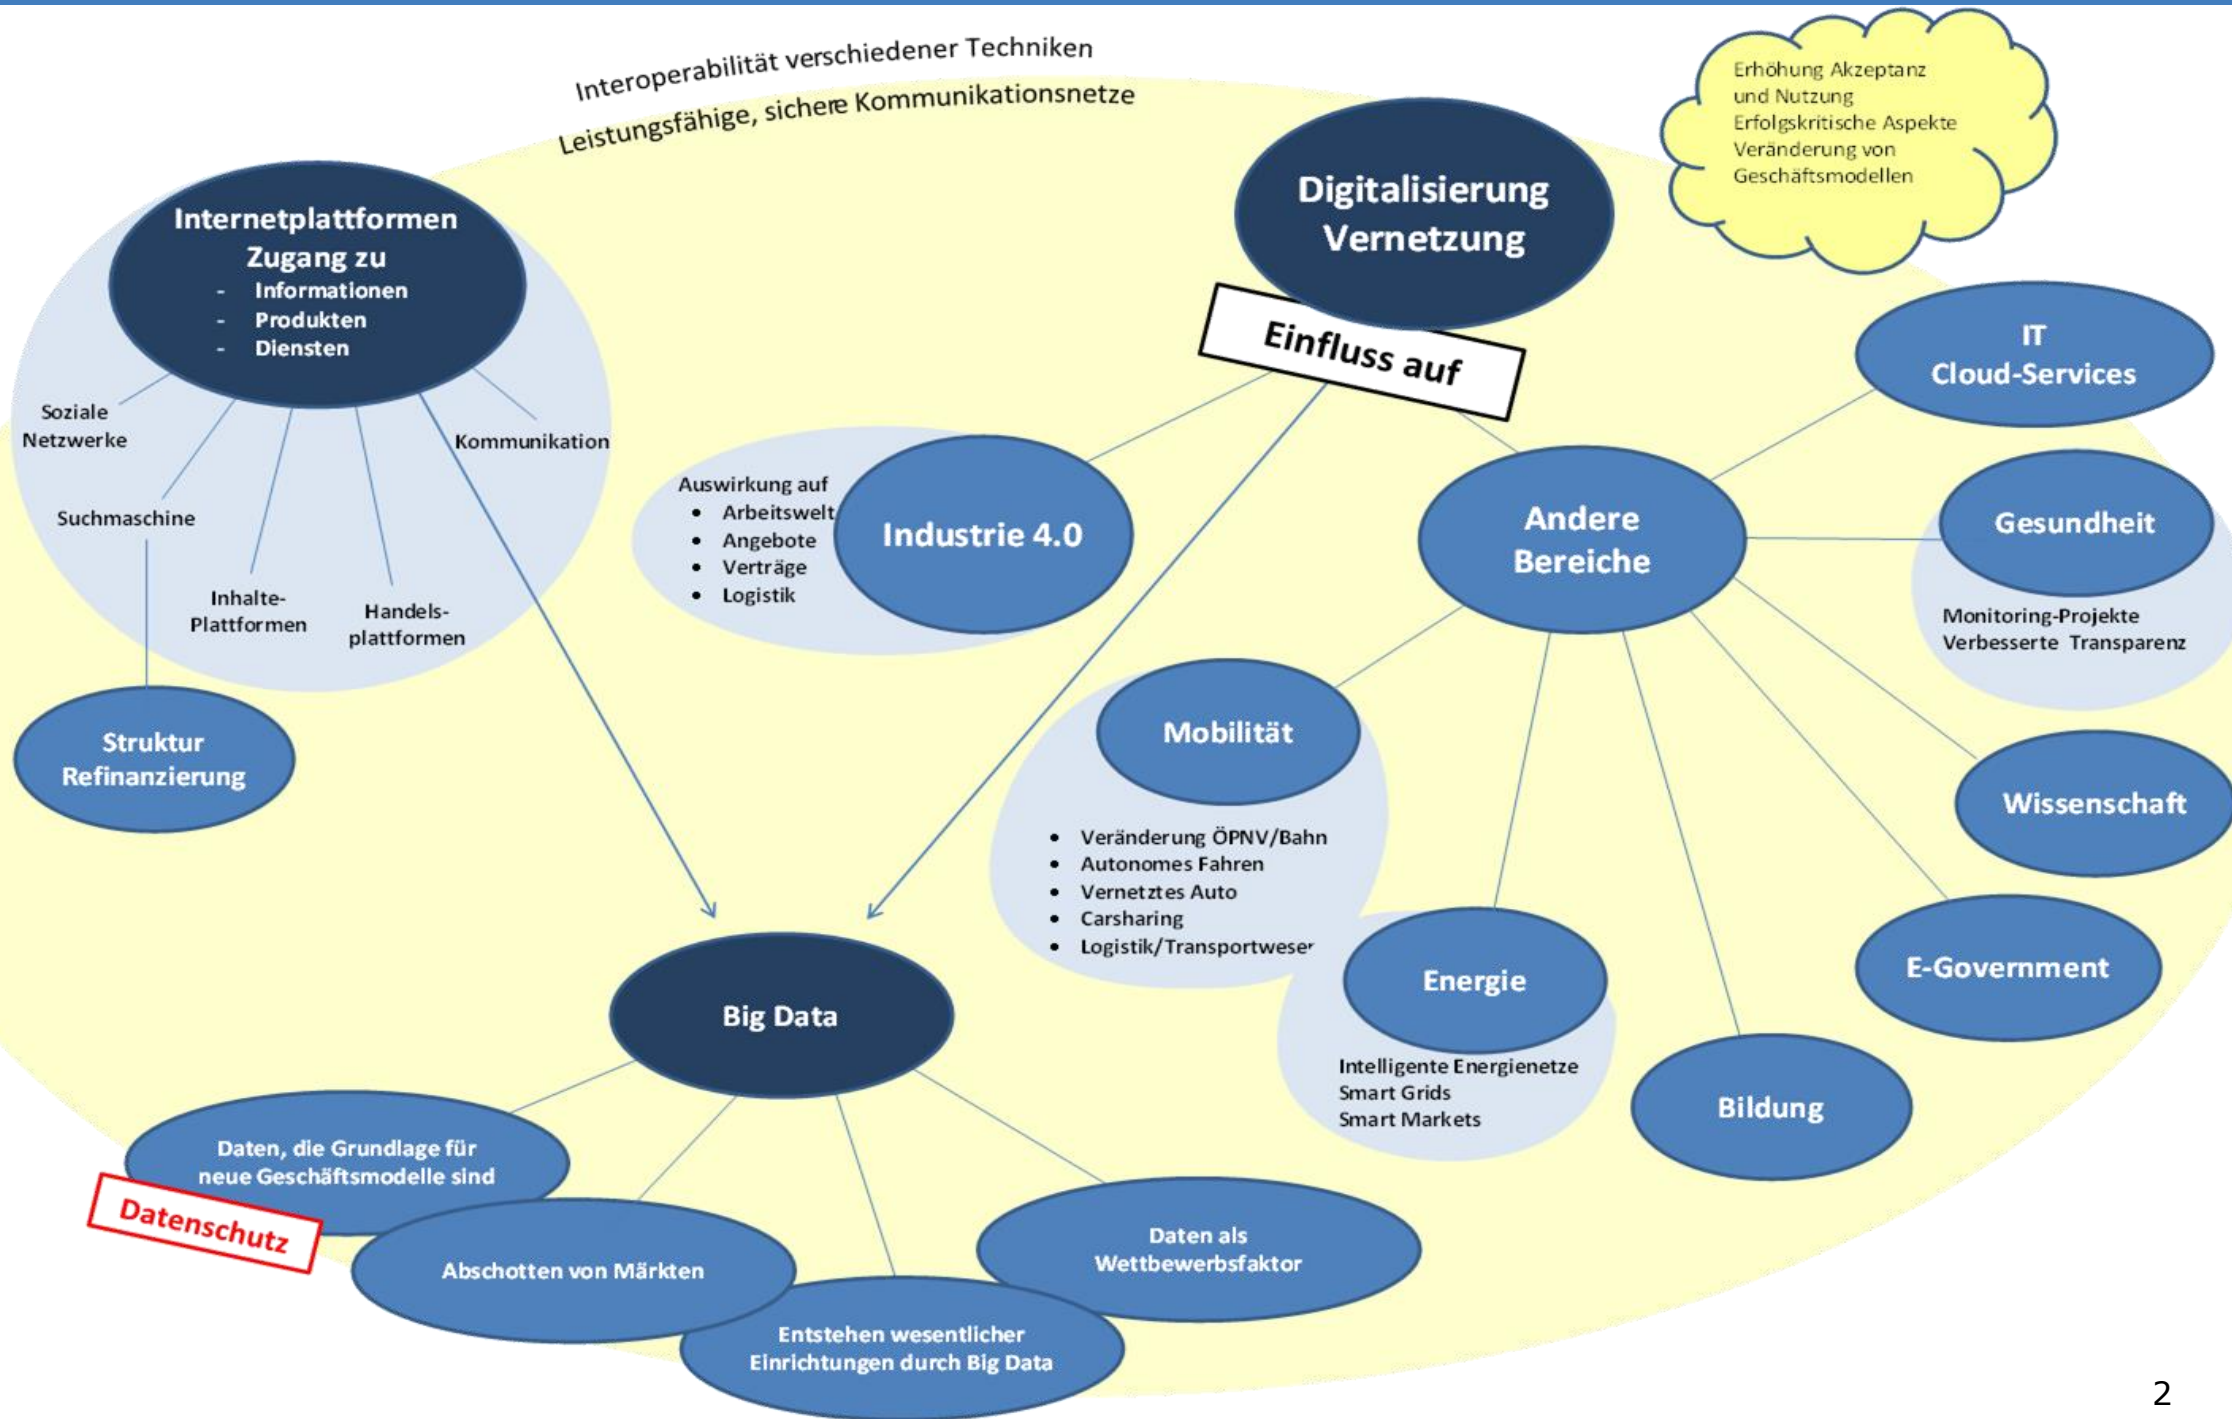 Interoperabilität verschiedener Techniken
Leistungsfähige, sichere Kommunikationsnetze
Erhöhung Akzeptanz
und Nutzung
Erfolgskritische Aspekte
Veränderung von
Geschäftsmodellen
Internetplattformen
Zugang zu
- Informationen
- Produkten
- Diensten
Soziale
Netzwerke
Suchmaschine
Inhalte-
Plattformen
Handels-
plattformen
Kommunikation
Struktur
Refinanzierung
Digitalisierung
Vernetzung
Einfluss auf
Auswirkung auf
• Arbeitswelt
• Angebote
• Verträge
• Logistik
Industrie 4.0
Andere
Bereiche
IT
Cloud-Services
Gesundheit
Monitoring-Projekte
Verbesserte Transparenz
Wissenschaft
E-Government
Bildung
Energie
Intelligente Energienetze
Smart Grids
Smart Markets
Mobilität
• Veränderung ÖPNV/Bahn
• Autonomes Fahren
• Vernetztes Auto
• Carsharing
• Logistik/Transportwesen
Big Data
Daten, die Grundlage für
neue Geschäftsmodelle sind
Datenschutz
Abschotten von Märkten
Entstehen wesentlicher
Einrichtungen durch Big Data
Daten als
Wettbewerbsfaktor
2